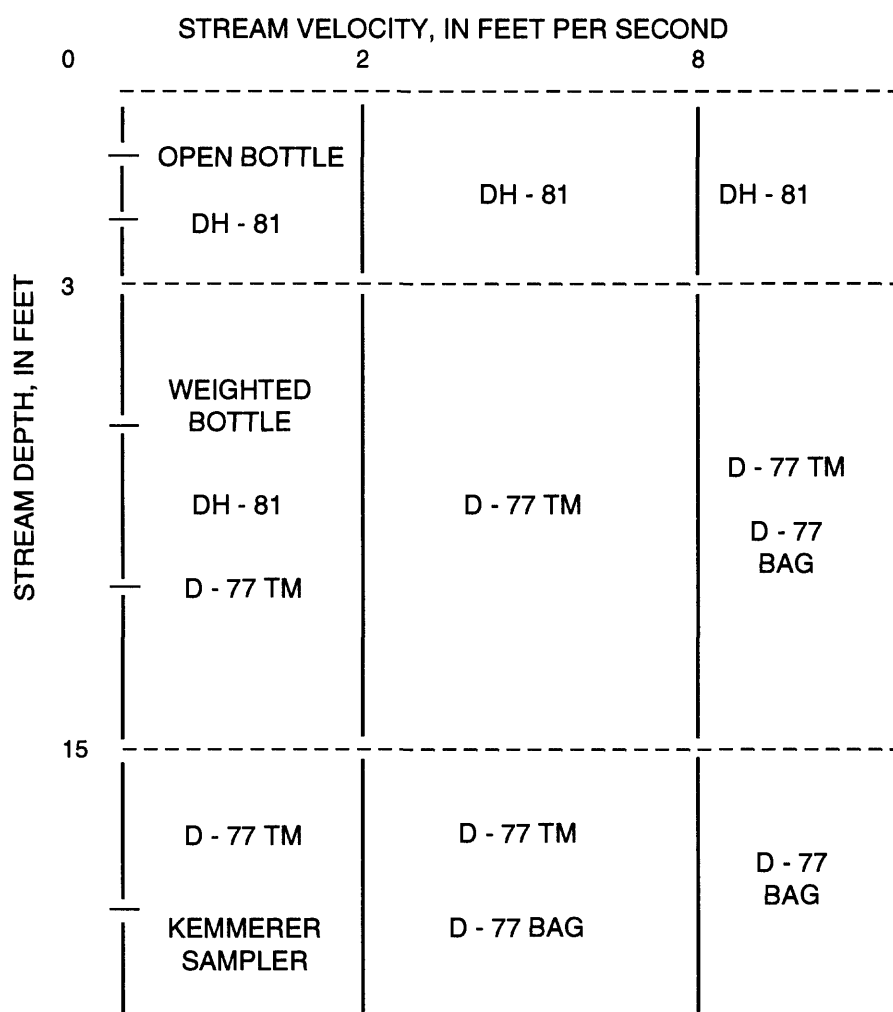 STREAM VELOCITY, IN FEET PER SECOND
0 2 8
STREAM DEPTH, IN FEET
OPEN BOTTLE
DH - 81
DH - 81
DH - 81
3
WEIGHTED
BOTTLE
DH - 81
D - 77 TM
D - 77 TM
D - 77 TM
D - 77
BAG
15
D - 77 TM
KEMMERER
SAMPLER
D - 77 TM
D - 77 BAG
D - 77
BAG